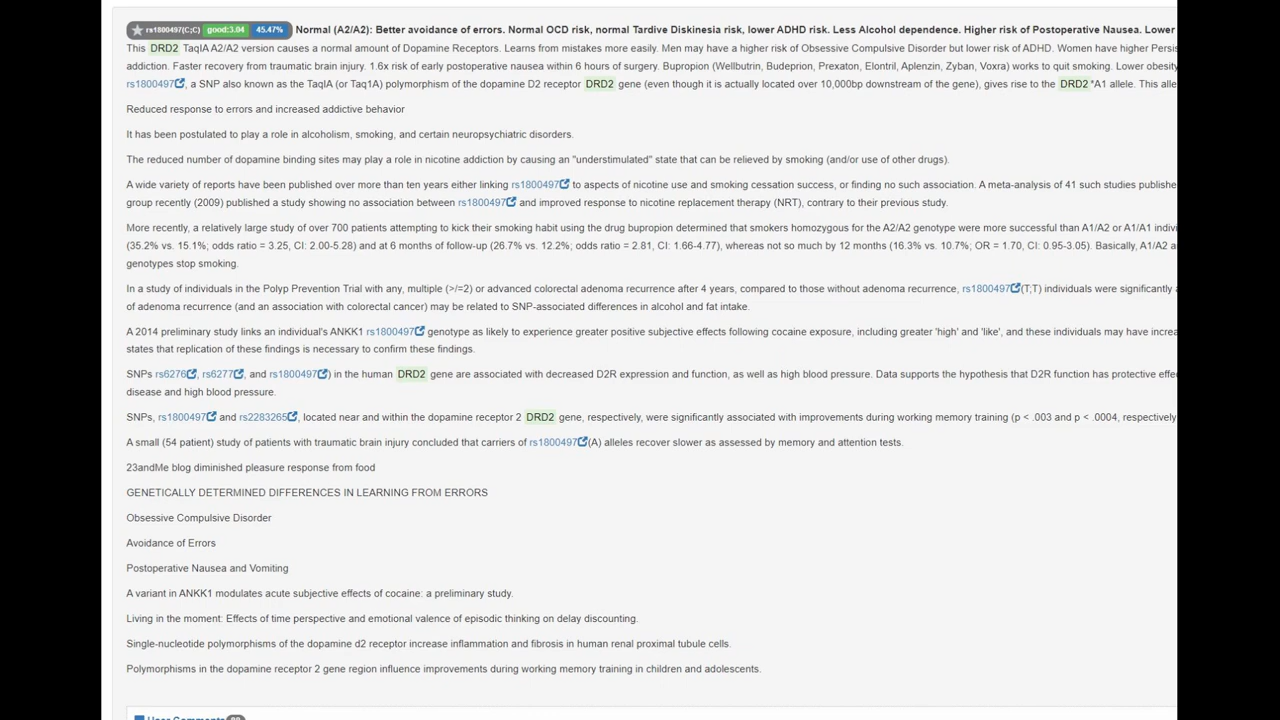 rs1800497(C;C) good:3.04 45.47% Normal (A2/A2): Better avoidance of errors. Normal OCD risk, normal Tardive Diskinesia risk, lower ADHD risk. Less Alcohol dependence. Higher risk of Postoperative Nausea. Lower
This DRD2 TaqIA A2/A2 version causes a normal amount of Dopamine Receptors. Learns from mistakes more easily. Men may have a higher risk of Obsessive Compulsive Disorder but lower risk of ADHD. Women have higher Persis
addiction. Faster recovery from traumatic brain injury. 1.6x risk of early postoperative nausea within 6 hours of surgery. Bupropion (Wellbutrin, Budeprion, Prexaton, Elontril, Aplenzin, Zyban, Voxra) works to quit smoking. Lower obesity
rs1800497, a SNP also known as the TaqIA (or Taq1A) polymorphism of the dopamine D2 receptor DRD2 gene (even though it is actually located over 10,000bp downstream of the gene), gives rise to the DRD2*A1 allele. This alle
Reduced response to errors and increased addictive behavior
It has been postulated to play a role in alcoholism, smoking, and certain neuropsychiatric disorders.
The reduced number of dopamine binding sites may play a role in nicotine addiction by causing an "understimulated" state that can be relieved by smoking (and/or use of other drugs).
A wide variety of reports have been published over more than ten years either linking rs1800497 to aspects of nicotine use and smoking cessation success, or finding no such association. A meta-analysis of 41 such studies publishe
group recently (2009) published a study showing no association between rs1800497 and improved response to nicotine replacement therapy (NRT), contrary to their previous study.
More recently, a relatively large study of over 700 patients attempting to kick their smoking habit using the drug bupropion determined that smokers homozygous for the A2/A2 genotype were more successful than A1/A2 or A1/A1 indivi
(35.2% vs. 15.1%; odds ratio = 3.25, CI: 2.00-5.28) and at 6 months of follow-up (26.7% vs. 12.2%; odds ratio = 2.81, CI: 1.66-4.77), whereas not so much by 12 months (16.3% vs. 10.7%; OR = 1.70, CI: 0.95-3.05). Basically, A1/A2 a
genotypes stop smoking.
In a study of individuals in the Polyp Prevention Trial with any, multiple (>/=2) or advanced colorectal adenoma recurrence after 4 years, compared to those without adenoma recurrence, rs1800497(T;T) individuals were significantly a
of adenoma recurrence (and an association with colorectal cancer) may be related to SNP-associated differences in alcohol and fat intake.
A 2014 preliminary study links an individual's ANKK1 rs1800497 genotype as likely to experience greater positive subjective effects following cocaine exposure, including greater 'high' and 'like', and these individuals may have increa
states that replication of these findings is necessary to confirm these findings.
SNPs rs6276, rs6277, and rs1800497) in the human DRD2 gene are associated with decreased D2R expression and function, as well as high blood pressure. Data supports the hypothesis that D2R function has protective effe
disease and high blood pressure.
SNPs, rs1800497 and rs2283265, located near and within the dopamine receptor 2 DRD2 gene, respectively, were significantly associated with improvements during working memory training (p < .003 and p < .0004, respectively
A small (54 patient) study of patients with traumatic brain injury concluded that carriers of rs1800497(A) alleles recover slower as assessed by memory and attention tests.
23andMe blog diminished pleasure response from food
GENETICALLY DETERMINED DIFFERENCES IN LEARNING FROM ERRORS
Obsessive Compulsive Disorder
Avoidance of Errors
Postoperative Nausea and Vomiting
A variant in ANKK1 modulates acute subjective effects of cocaine: a preliminary study.
Living in the moment: Effects of time perspective and emotional valence of episodic thinking on delay discounting.
Single-nucleotide polymorphisms of the dopamine d2 receptor increase inflammation and fibrosis in human renal proximal tubule cells.
Polymorphisms in the dopamine receptor 2 gene region influence improvements during working memory training in children and adolescents.
User Comments